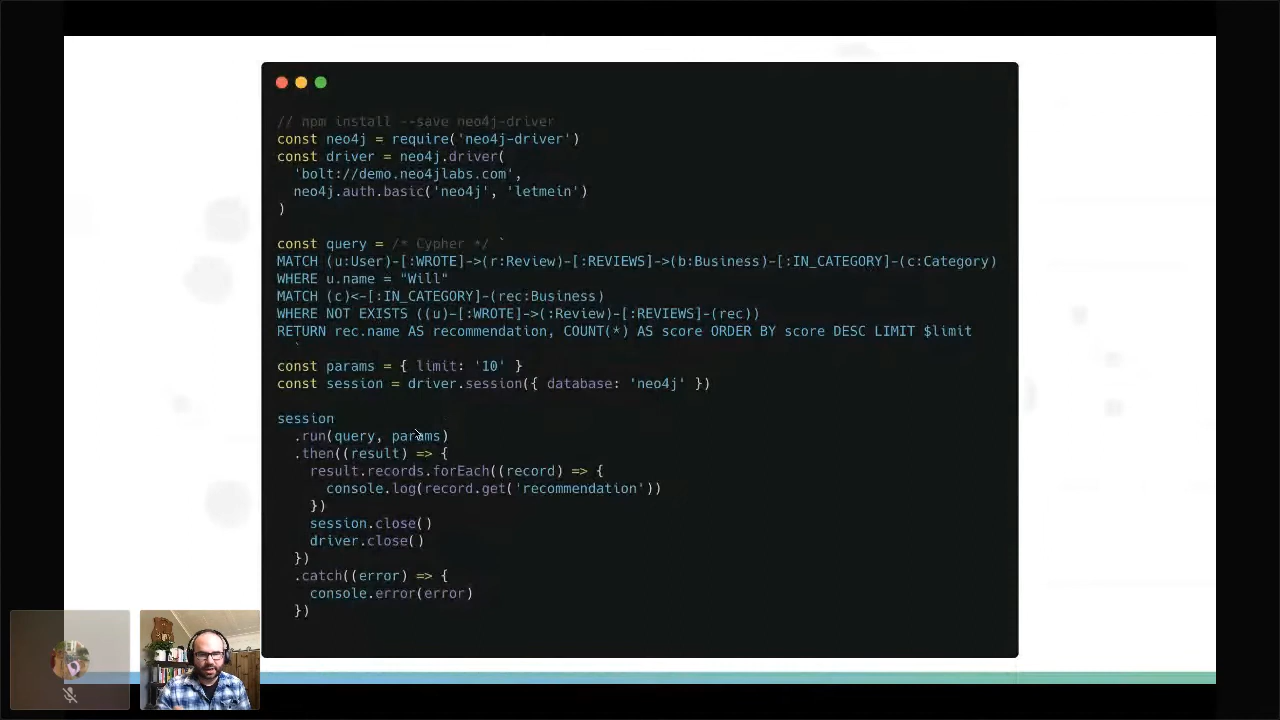 // npm install --save neo4j-driver
const neo4j = require('neo4j-driver')
const driver = neo4j.driver(
  'bolt://demo.neo4jlabs.com',
  neo4j.auth.basic('neo4j', 'letmein')
)
const query = /* Cypher */ `
MATCH (u:User)-[:WROTE]->(r:Review)-[:REVIEWS]->(b:Business)-[:IN_CATEGORY]-(c:Category)
WHERE u.name = "Will"
MATCH (c)<-[:IN_CATEGORY]-(rec:Business)
WHERE NOT EXISTS ((u)-[:WROTE]->(:Review)-[:REVIEWS]-(rec))
RETURN rec.name AS recommendation, COUNT(*) AS score ORDER BY score DESC LIMIT $limit
  `
const params = { limit: '10' }
const session = driver.session({ database: 'neo4j' })
session
  .run(query, params)
  .then((result) => {
    result.records.forEach((record) => {
      console.log(record.get('recommendation'))
    })
    session.close()
    driver.close()
  })
  .catch((error) => {
    console.error(error)
  })